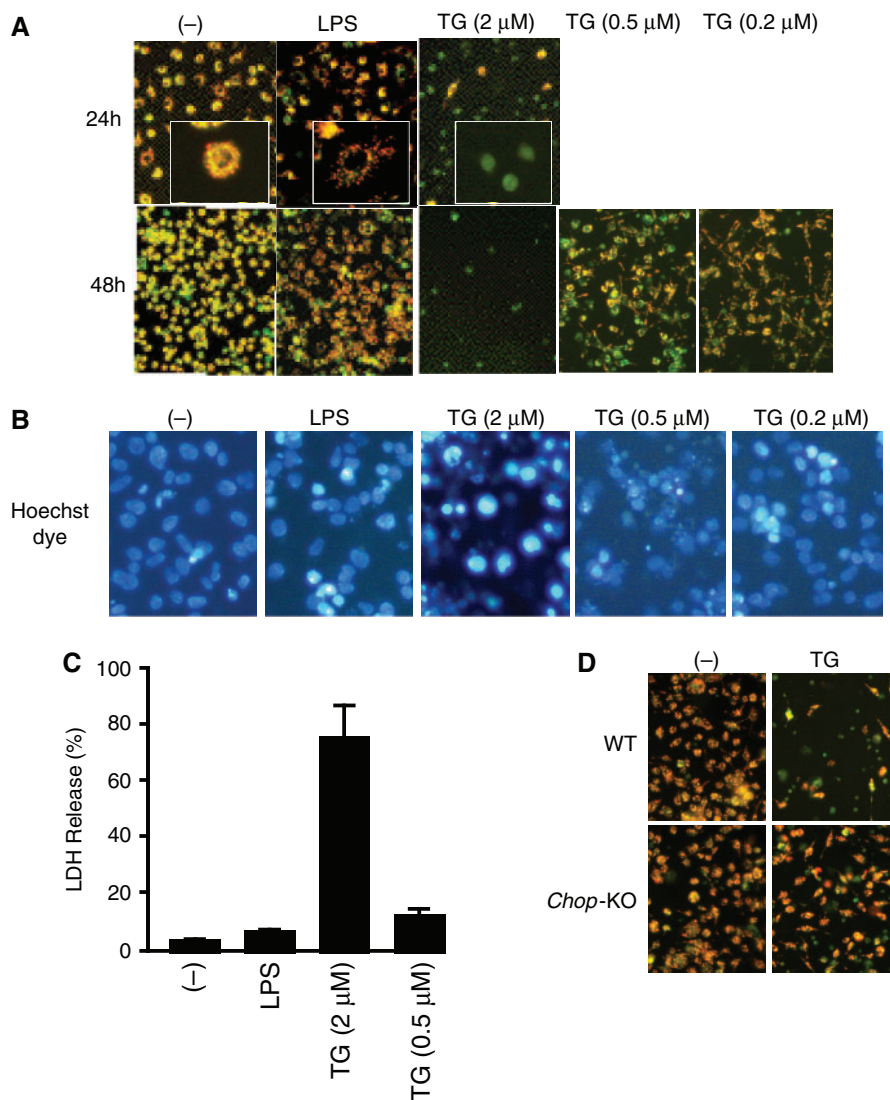 A
(–) LPS TG (2 μM) TG (0.5 μM) TG (0.2 μM)
24h
48h
B
(–) LPS TG (2 μM) TG (0.5 μM) TG (0.2 μM)
Hoechst
dye
C
100
80
60
40
20
0
LDH Release (%)
(–)
LPS
TG (2 μM)
TG (0.5 μM)
D
(–) TG
WT
Chop-KO